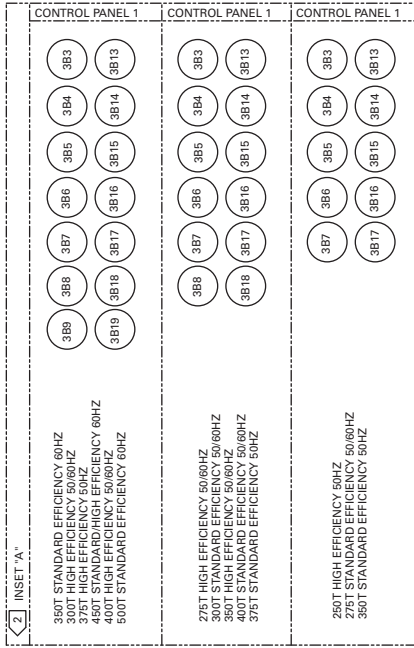 2 INSET "A"
CONTROL PANEL 1
3B3 3B13
3B4 3B14
3B5 3B15
3B6 3B16
3B7 3B17
3B8 3B18
3B9 3B19
350T STANDARD EFFICIENCY 60HZ
300T HIGH EFFICIENCY 50/60HZ
375T HIGH EFFICIENCY 50HZ
450T STANDARD/HIGH EFFICIENCY 60HZ
400T HIGH EFFICIENCY 50/60HZ
500T STANDARD EFFICIENCY 60HZ
CONTROL PANEL 1
3B3 3B13
3B4 3B14
3B5 3B15
3B6 3B16
3B7 3B17
3B8 3B18
275T HIGH EFFICIENCY 50/60HZ
300T STANDARD EFFICIENCY 50/60HZ
350T HIGH EFFICIENCY 50/60HZ
400T STANDARD EFFICIENCY 50/60HZ
375T STANDARD EFFICIENCY 50HZ
CONTROL PANEL 1
3B3 3B13
3B4 3B14
3B5 3B15
3B6 3B16
3B7 3B17
250T HIGH EFFICIENCY 50HZ
275T STANDARD EFFICIENCY 50/60HZ
350T STANDARD EFFICIENCY 50HZ